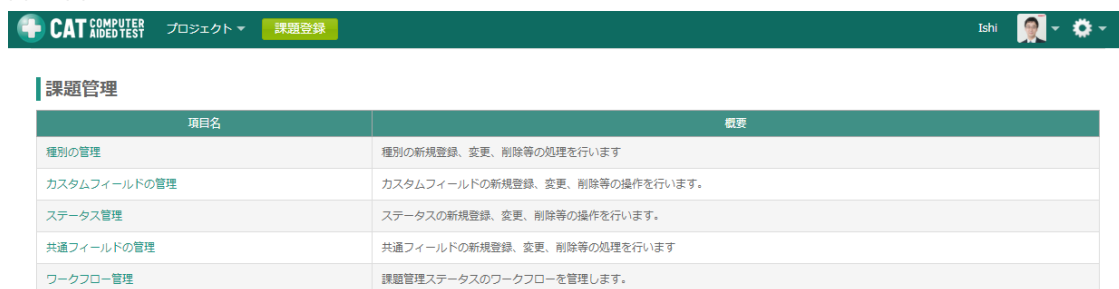 CAT COMPUTER AIDED TEST プロジェクト 課題登録 Ishi
課題管理
項目名 概要
種別の管理 種別の新規登録、変更、削除等の処理を行います
カスタムフィールドの管理 カスタムフィールドの新規登録、変更、削除等の操作を行います。
ステータス管理 ステータスの新規登録、変更、削除等の操作を行います。
共通フィールドの管理 共通フィールドの新規登録、変更、削除等の処理を行います
ワークフロー管理 課題管理ステータスのワークフローを管理します。